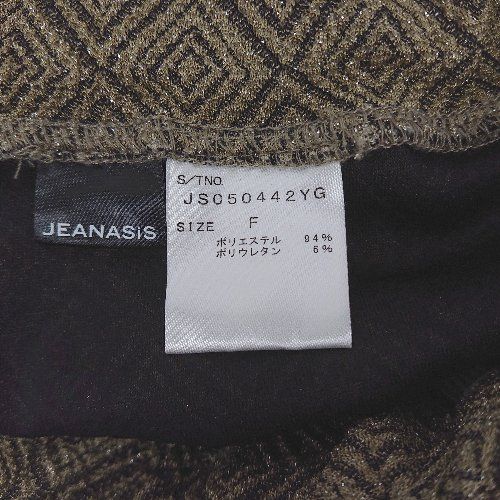 JEANASIS
S/TNO.
JS050442YG
SIZE F
ポリエステル 94%
ポリウレタン 6%